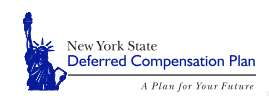 New York State
Deferred Compensation Plan
A Plan for Your Future